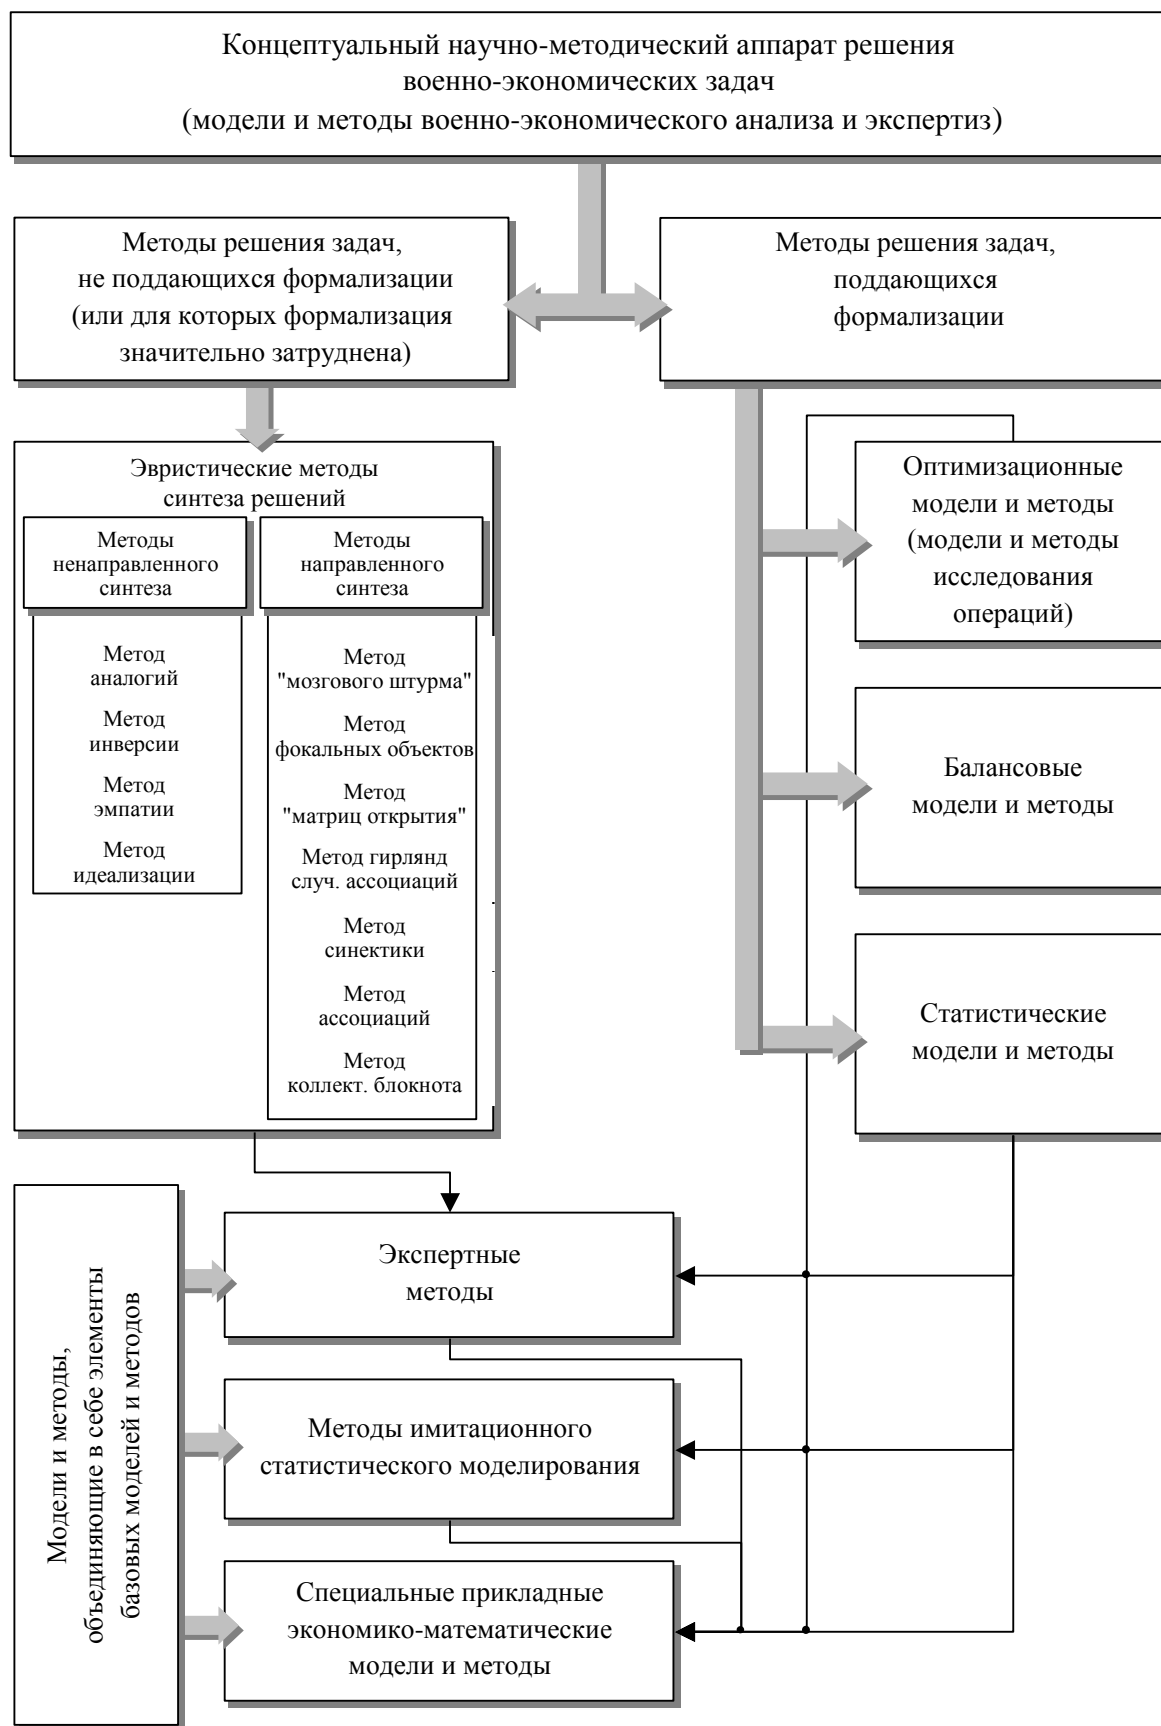 Концептуальный научно-методический аппарат решения
военно-экономических задач
(модели и методы военно-экономического анализа и экспертиз)
Методы решения задач,
не поддающихся формализации
(или для которых формализация
значительно затруднена)
Методы решения задач,
поддающихся
формализации
Эвристические методы
синтеза решений
Методы
ненаправленного
синтеза
Метод
аналогий
Метод
инверсии
Метод
эмпатии
Метод
идеализации
Методы
направленного
синтеза
Метод
"мозгового штурма"
Метод
фокальных объектов
Метод
"матриц открытия"
Метод гирлянд
случ. ассоциаций
Метод
синектики
Метод
ассоциаций
Метод
коллект. блокнота
Оптимизационные
модели и методы
(модели и методы
исследования
операций)
Балансовые
модели и методы
Статистические
модели и методы
Модели и методы,
объединяющие в себе элементы
базовых моделей и методов
Экспертные
методы
Методы имитационного
статистического моделирования
Специальные прикладные
экономико-математические
модели и методы